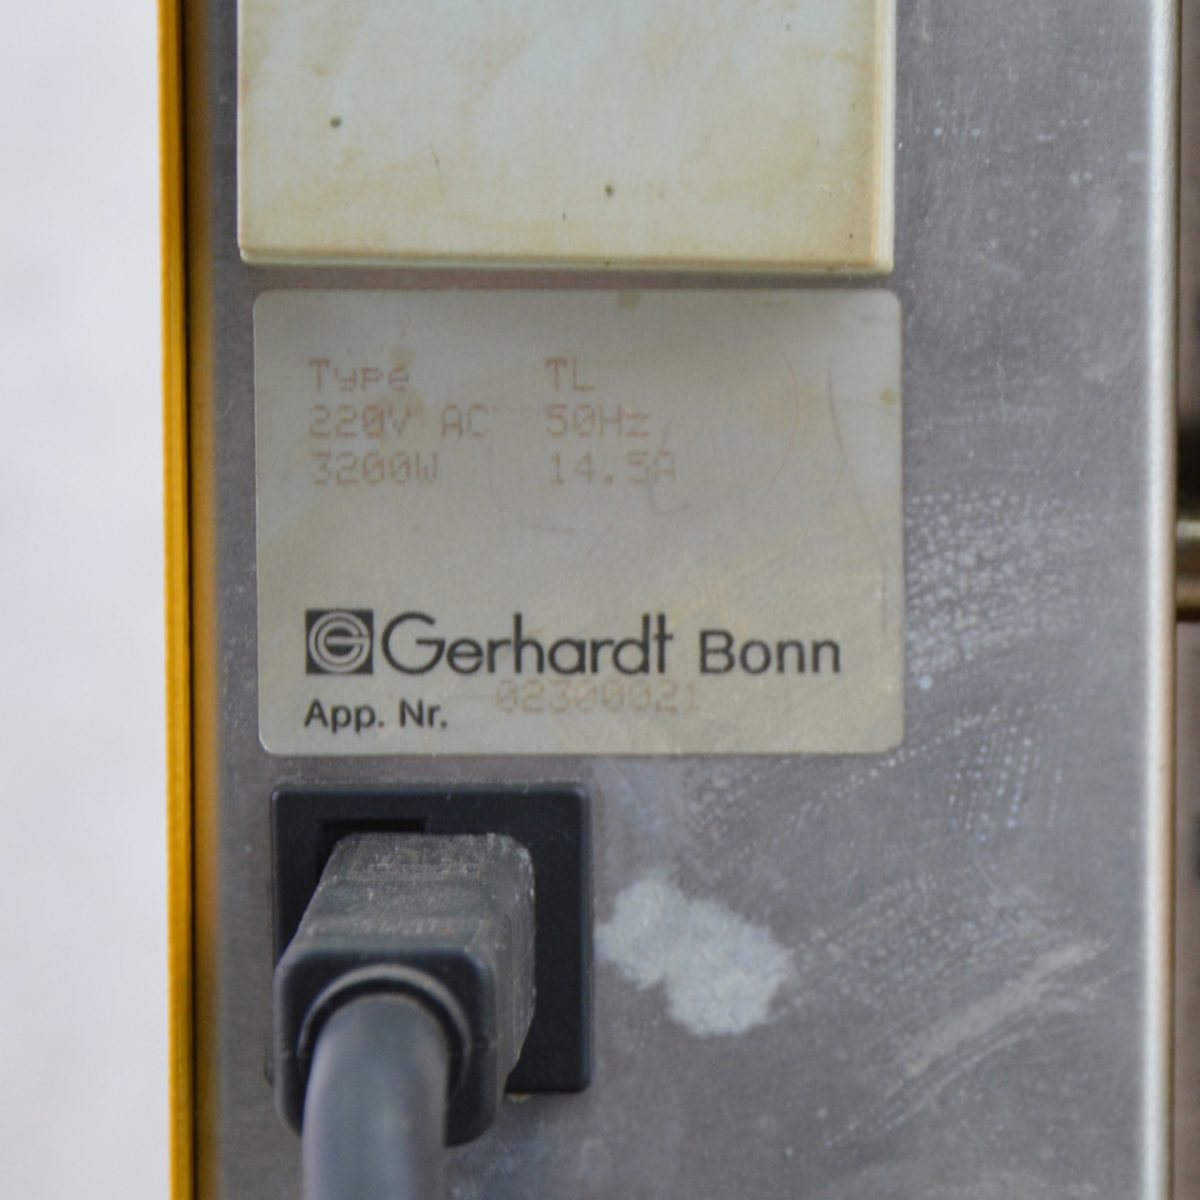 Type TL
220V AC 50Hz
3200W 14.5A
G Gerhardt Bonn
App. Nr. 02300021